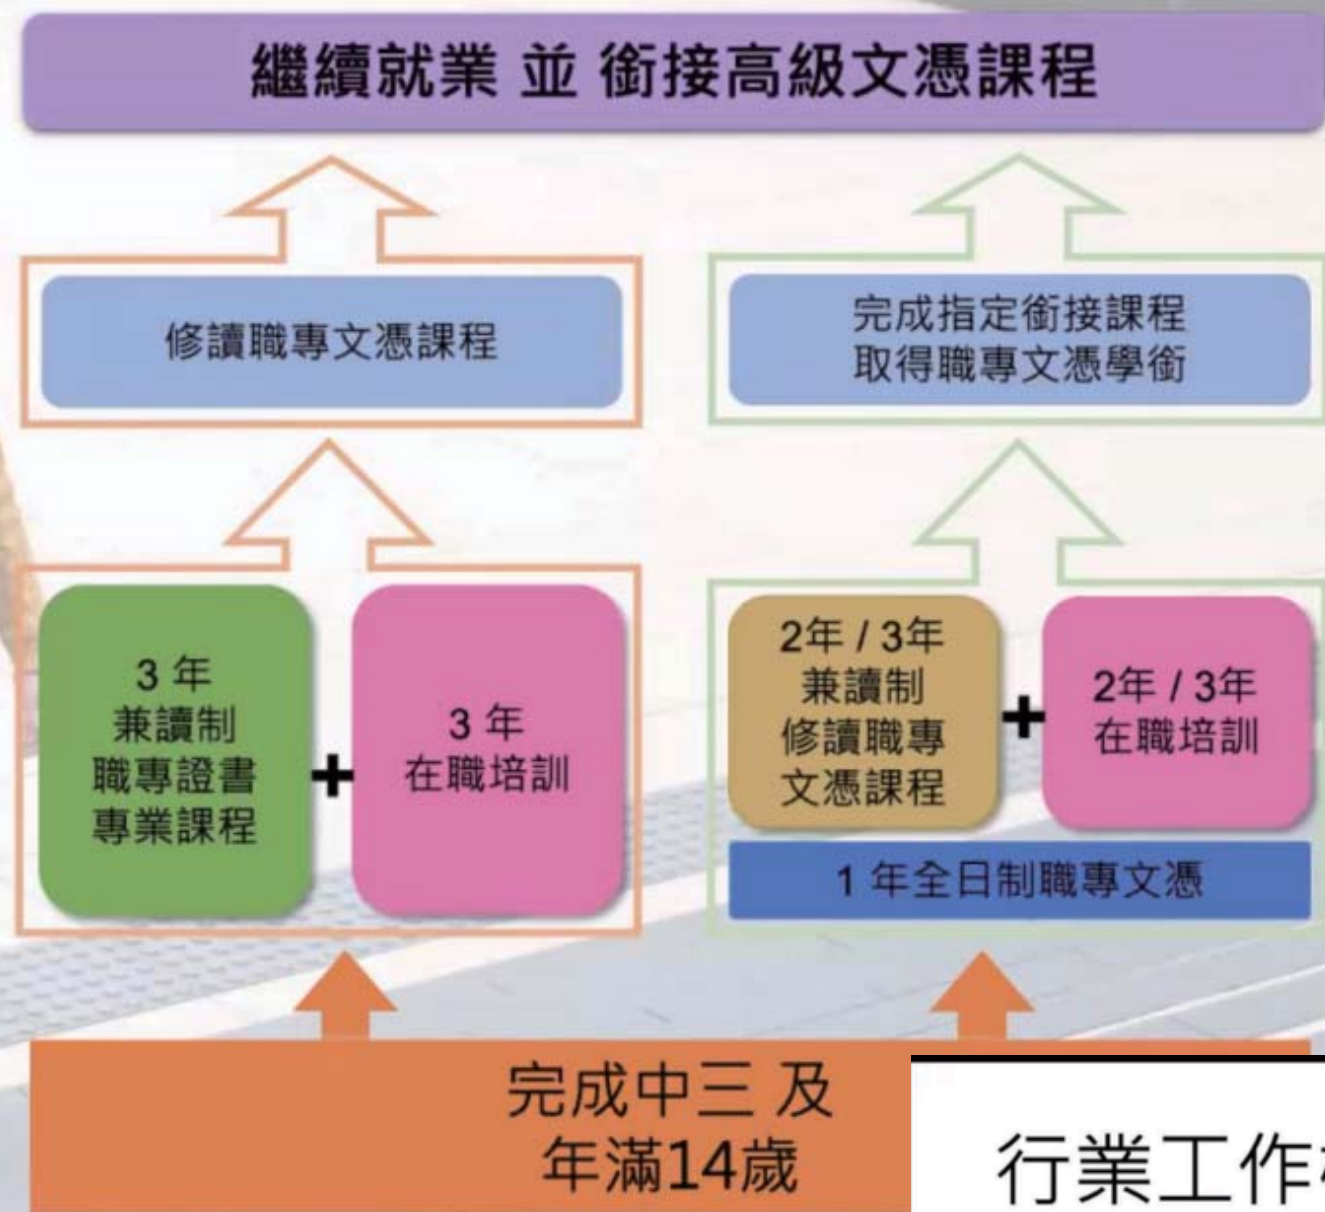 繼續就業 並 銜接高級文憑課程
修讀職專文憑課程
完成指定銜接課程
取得職專文憑學銜
3 年
兼讀制
職專證書
專業課程
+
3 年
在職培訓
2年 / 3年
兼讀制
修讀職專
文憑課程
+
2年 / 3年
在職培訓
1 年全日制職專文憑
完成中三 及
年滿14歲
行業工作